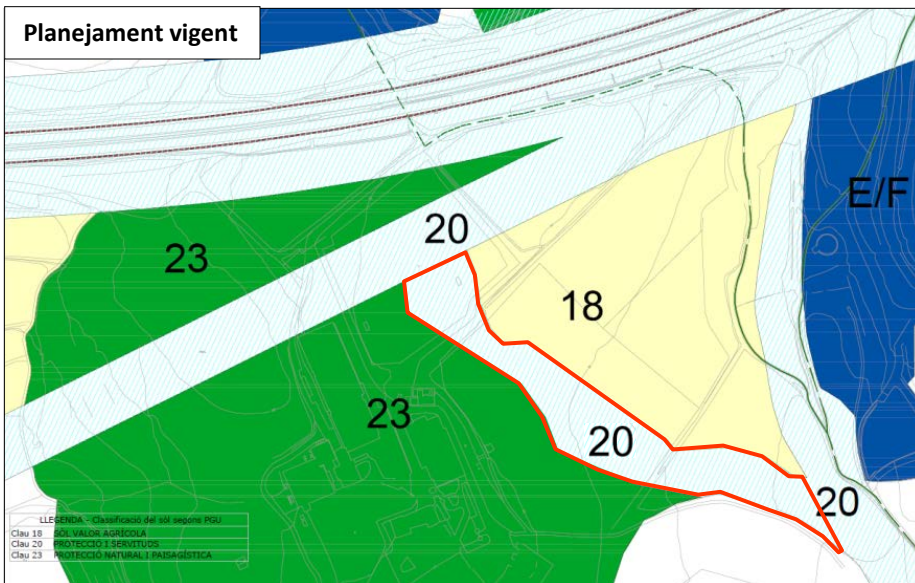 Planejament vigent
E/F
20
23
18
23
20
20
LLEGENDA - Classificació del sòl segons PGU
Clau 18 SÒL VALOR AGRÍCOLA
Clau 20 PROTECCIÓ I SERVITUDS
Clau 23 PROTECCIÓ NATURAL I PAISAGÍSTICA